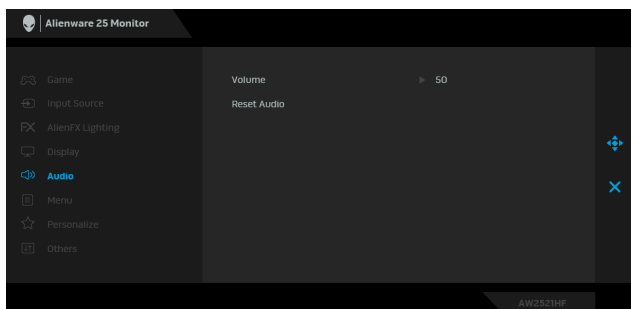 Alienware 25 Monitor
Game
Input Source
AlienFX Lighting
Display
Audio
Menu
Personalize
Others
Volume 50
Reset Audio
AW2521HF